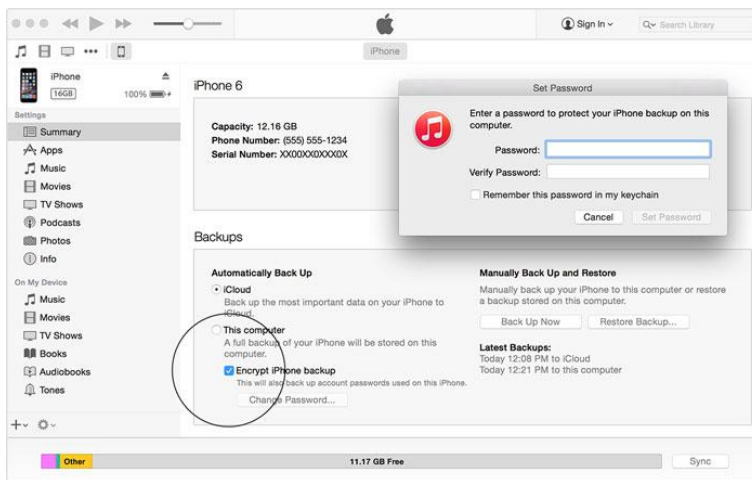 Sign In
Search Library
iPhone
iPhone
16GB
100%
Settings
Summary
Apps
Music
Movies
TV Shows
Podcasts
Photos
Info
On My Device
Music
Movies
TV Shows
Books
Audiobooks
Tones
iPhone 6
Capacity: 12.16 GB
Phone Number: (555) 555-1234
Serial Number: XX00XX0XXX0X
Set Password
Enter a password to protect your iPhone backup on this
computer.
Password:
Verify Password:
Remember this password in my keychain
Cancel
Set Password
Backups
Automatically Back Up
iCloud
Back up the most important data on your iPhone to
iCloud.
This computer
A full backup of your iPhone will be stored on this
computer.
Encrypt iPhone backup
This will also back up account passwords used on this iPhone.
Change Password...
Manually Back Up and Restore
Manually back up your iPhone to this computer or restore
a backup stored on this computer.
Back Up Now
Restore Backup...
Latest Backups:
Today 12:08 PM to iCloud
Today 12:21 PM to this computer
Other
11.17 GB Free
Sync